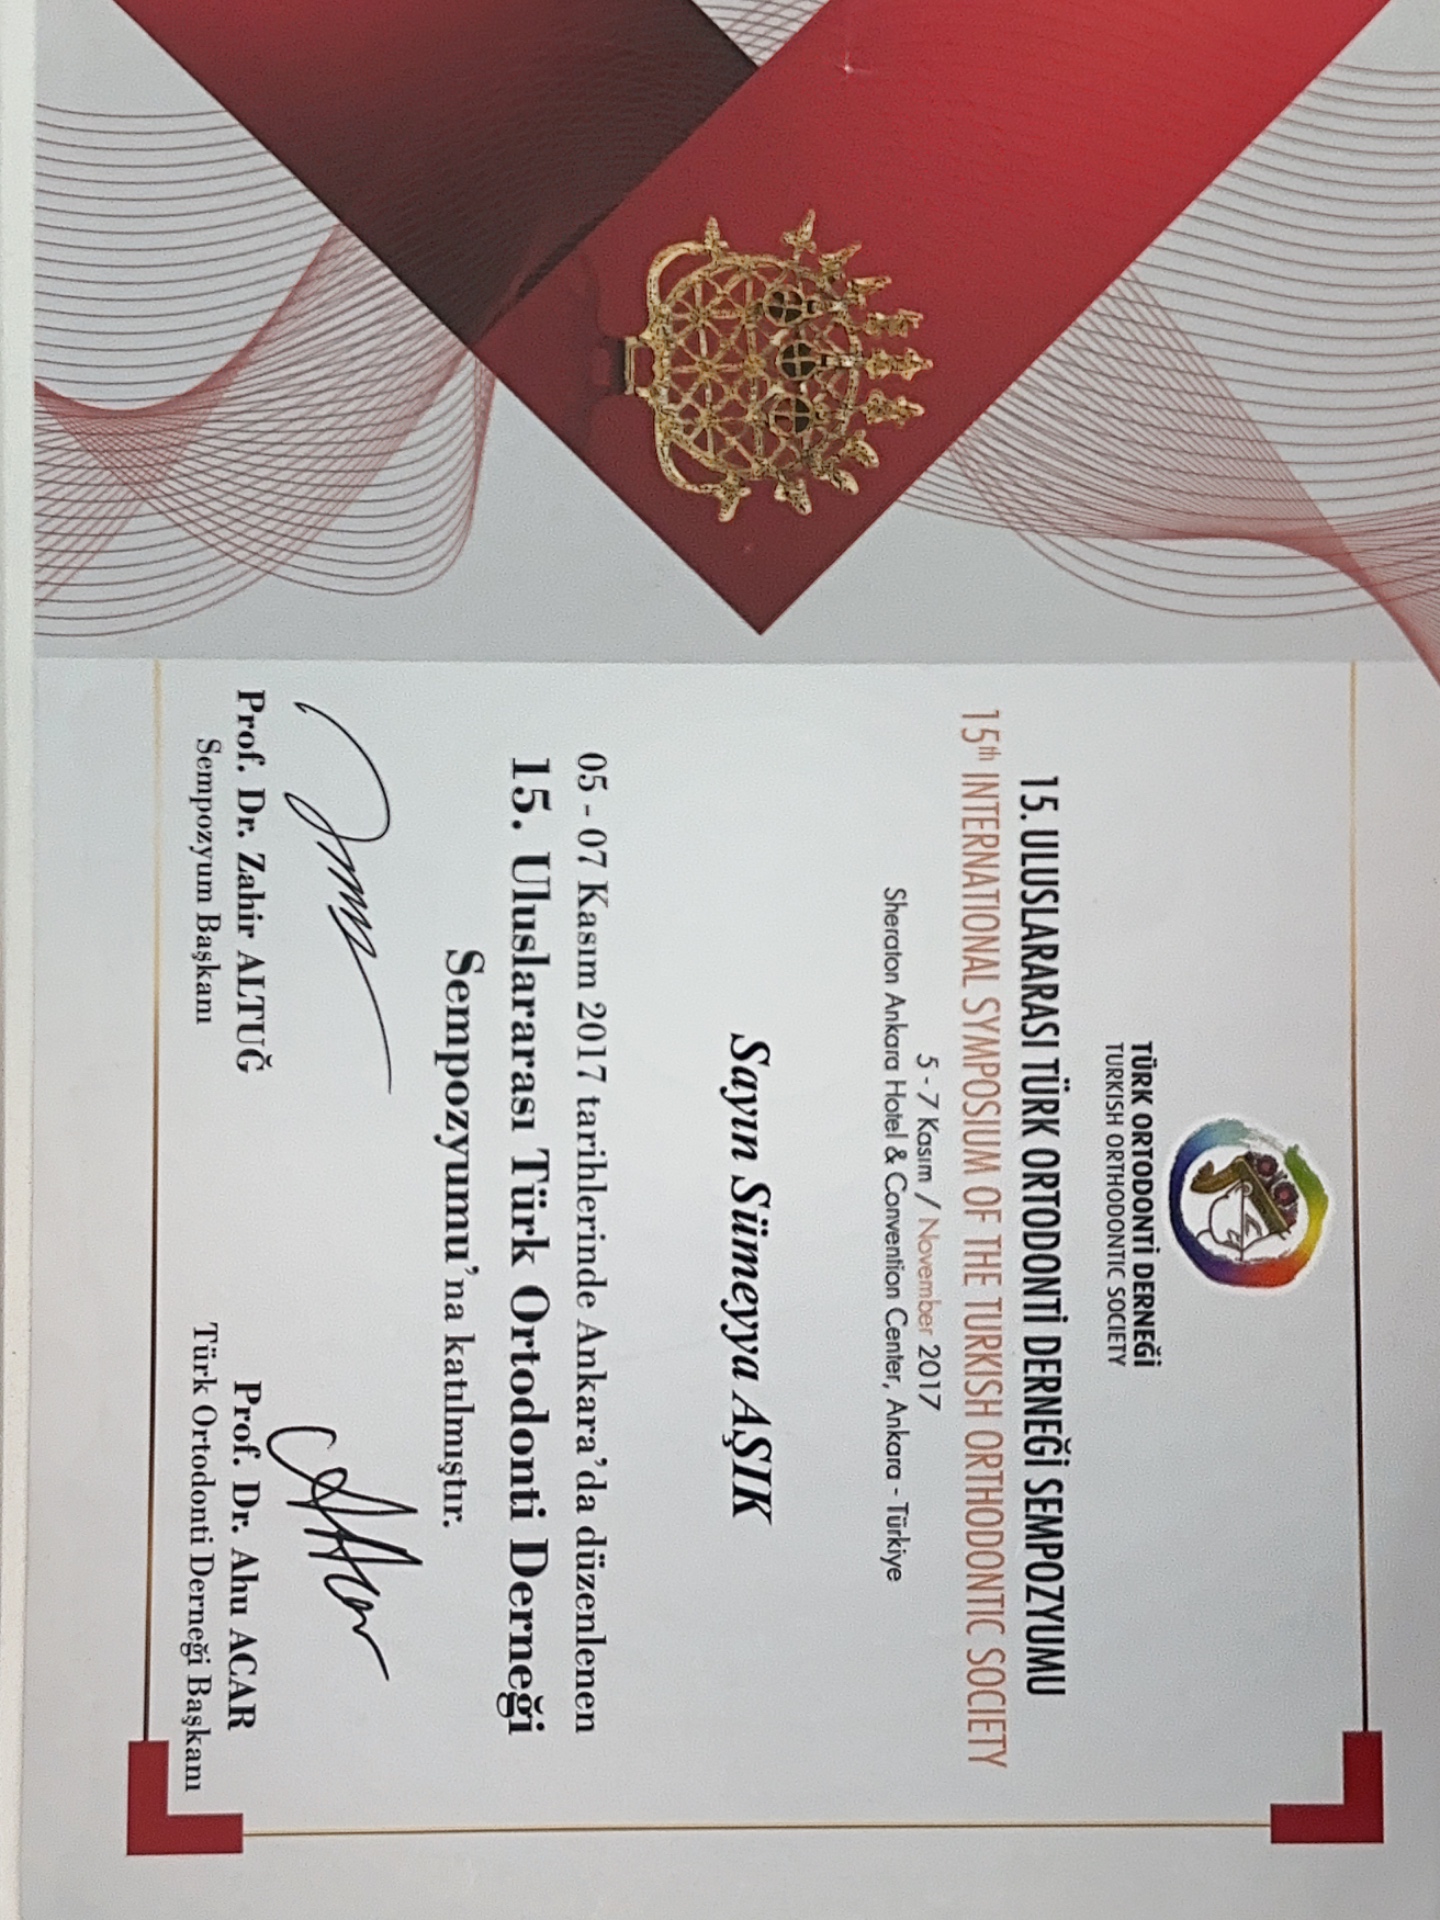 TÜRK ORTODONTİ DERNEĞİ
TURKISH ORTHODONTIC SOCIETY
15. ULUSLARARASI TÜRK ORTODONTİ DERNEĞİ SEMPOZYUMU
15th INTERNATIONAL SYMPOSIUM OF THE TURKISH ORTHODONTIC SOCIETY
5 - 7 Kasım / November 2017
Sheraton Ankara Hotel & Convention Center, Ankara - Türkiye
Sayın Sümeyya AŞIK
05 - 07 Kasım 2017 tarihlerinde Ankara'da düzenlenen
15. Uluslararası Türk Ortodonti Derneği
Sempozyumu'na katılmıştır.
Prof. Dr. Zahir ALTUĞ
Sempozyum Başkanı
Prof. Dr. Ahu ACAR
Türk Ortodonti Derneği Başkanı